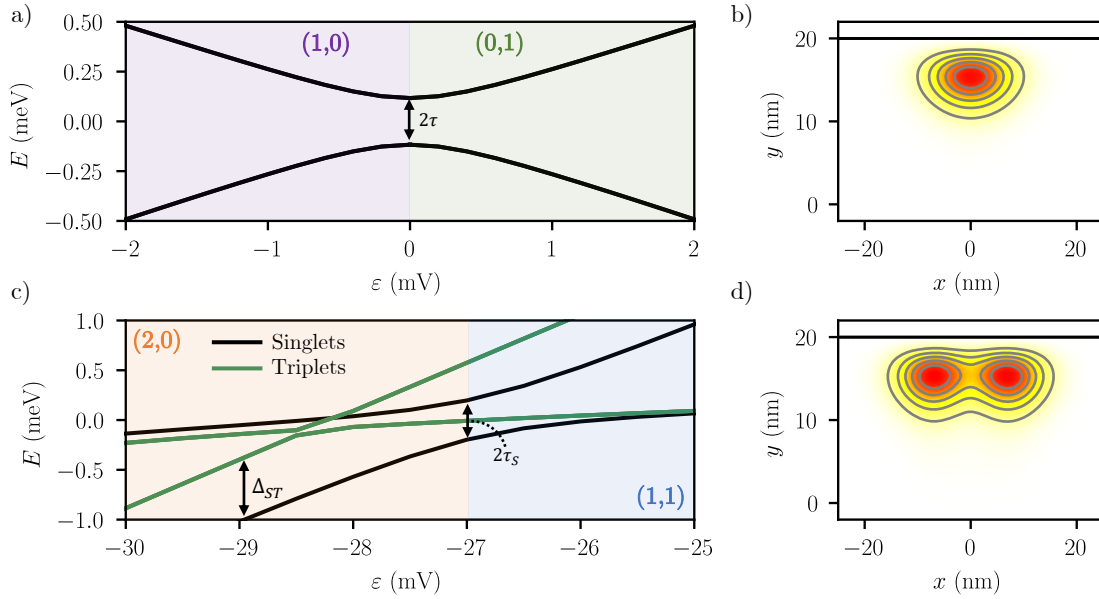 a)
0.50
0.25
0.00
−0.25
−0.50
E (meV)
(1,0)
(0,1)
2τ
−2
−1
0
1
2
ε (mV)
b)
20
10
0
y (nm)
−20
0
20
x (nm)
c)
1.0
0.5
0.0
−0.5
−1.0
E (meV)
(2,0)
Singlets
Triplets
Δ_ST
2τ_S
(1,1)
−30
−29
−28
−27
−26
−25
ε (mV)
d)
20
10
0
y (nm)
−20
0
20
x (nm)